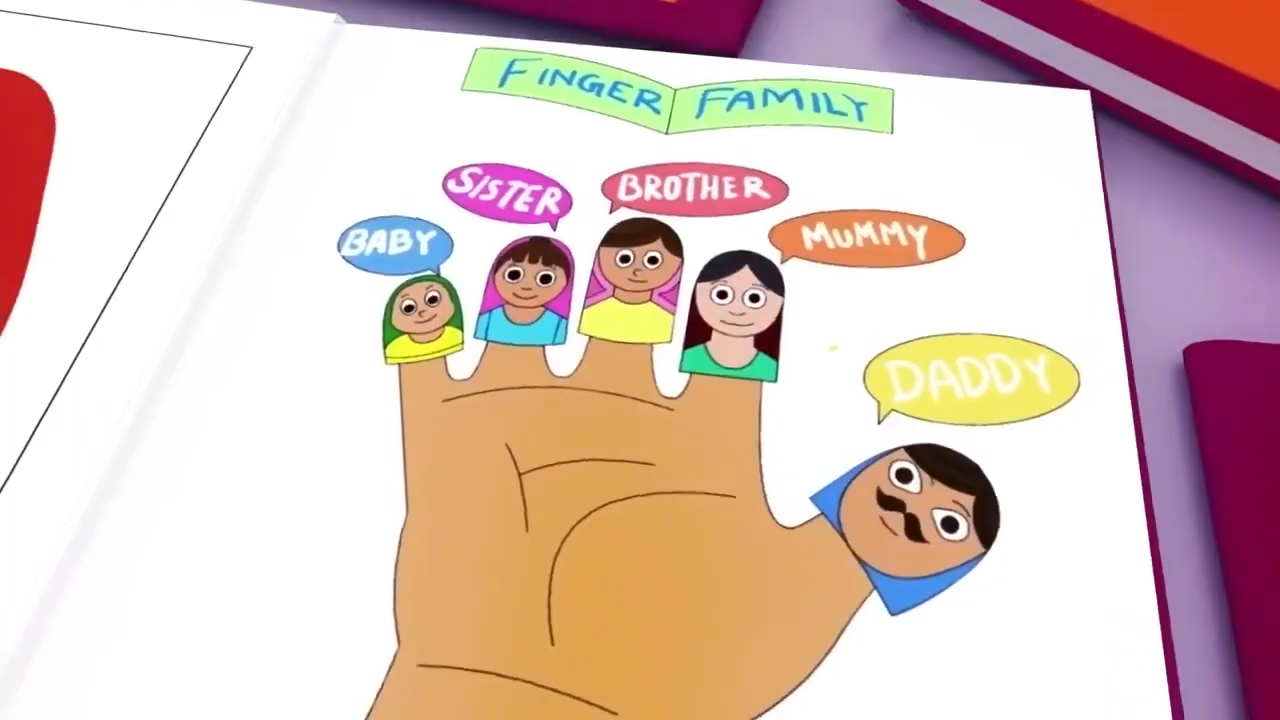 FINGER FAMILY
SISTER
BROTHER
BABY
MUMMY
DADDY